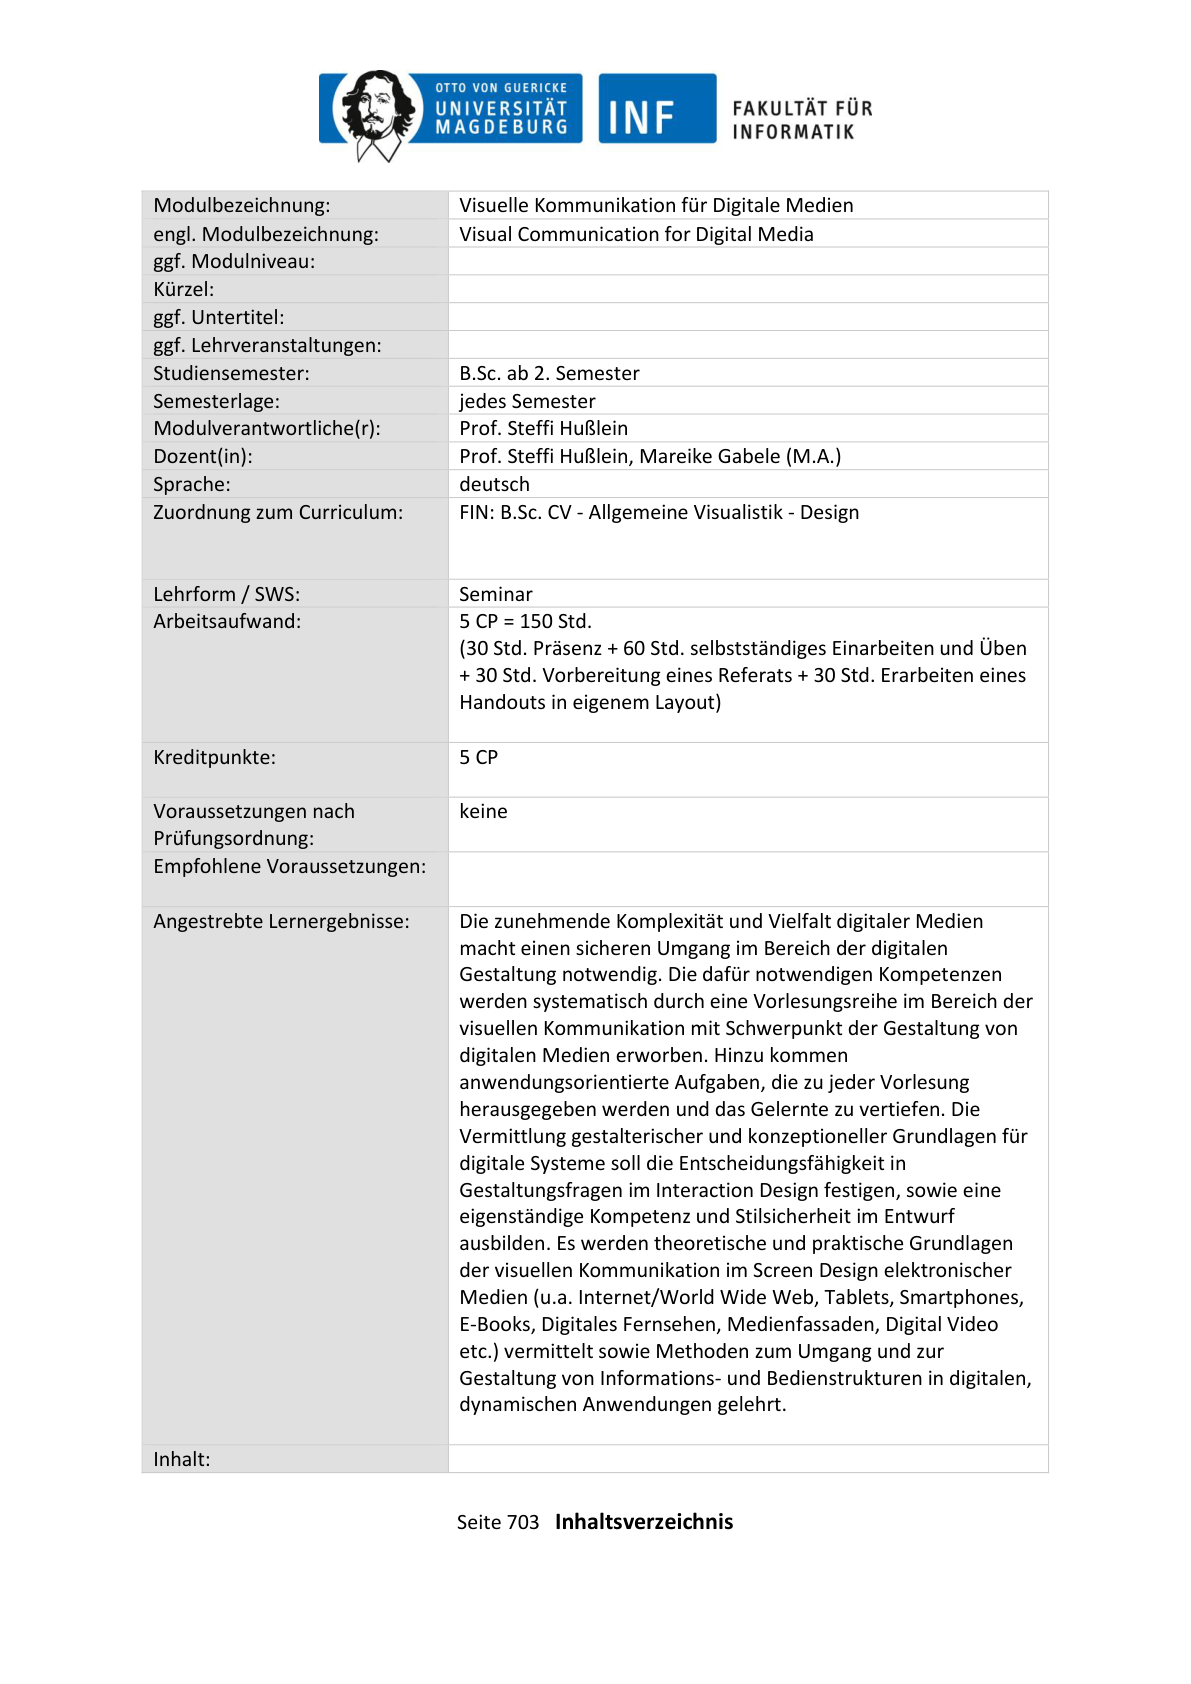 OTTO VON GUERICKE
UNIVERSITÄT
MAGDEBURG
INF
FAKULTÄT FÜR
INFORMATIK
Modulbezeichnung: Visuelle Kommunikation für Digitale Medien
engl. Modulbezeichnung: Visual Communication for Digital Media
ggf. Modulniveau:
Kürzel:
ggf. Untertitel:
ggf. Lehrveranstaltungen:
Studiensemester: B.Sc. ab 2. Semester
Semesterlage: jedes Semester
Modulverantwortliche(r): Prof. Steffi Hußlein
Dozent(in): Prof. Steffi Hußlein, Mareike Gabele (M.A.)
Sprache: deutsch
Zuordnung zum Curriculum: FIN: B.Sc. CV - Allgemeine Visualistik - Design
Lehrform / SWS: Seminar
Arbeitsaufwand: 5 CP = 150 Std.
(30 Std. Präsenz + 60 Std. selbstständiges Einarbeiten und Üben
+ 30 Std. Vorbereitung eines Referats + 30 Std. Erarbeiten eines
Handouts in eigenem Layout)
Kreditpunkte: 5 CP
Voraussetzungen nach keine
Prüfungsordnung:
Empfohlene Voraussetzungen:
Angestrebte Lernergebnisse: Die zunehmende Komplexität und Vielfalt digitaler Medien
macht einen sicheren Umgang im Bereich der digitalen
Gestaltung notwendig. Die dafür notwendigen Kompetenzen
werden systematisch durch eine Vorlesungsreihe im Bereich der
visuellen Kommunikation mit Schwerpunkt der Gestaltung von
digitalen Medien erworben. Hinzu kommen
anwendungsorientierte Aufgaben, die zu jeder Vorlesung
herausgegeben werden und das Gelernte zu vertiefen. Die
Vermittlung gestalterischer und konzeptioneller Grundlagen für
digitale Systeme soll die Entscheidungsfähigkeit in
Gestaltungsfragen im Interaction Design festigen, sowie eine
eigenständige Kompetenz und Stilsicherheit im Entwurf
ausbilden. Es werden theoretische und praktische Grundlagen
der visuellen Kommunikation im Screen Design elektronischer
Medien (u.a. Internet/World Wide Web, Tablets, Smartphones,
E-Books, Digitales Fernsehen, Medienfassaden, Digital Video
etc.) vermittelt sowie Methoden zum Umgang und zur
Gestaltung von Informations- und Bedienstrukturen in digitalen,
dynamischen Anwendungen gelehrt.
Inhalt:
Seite 703 Inhaltsverzeichnis